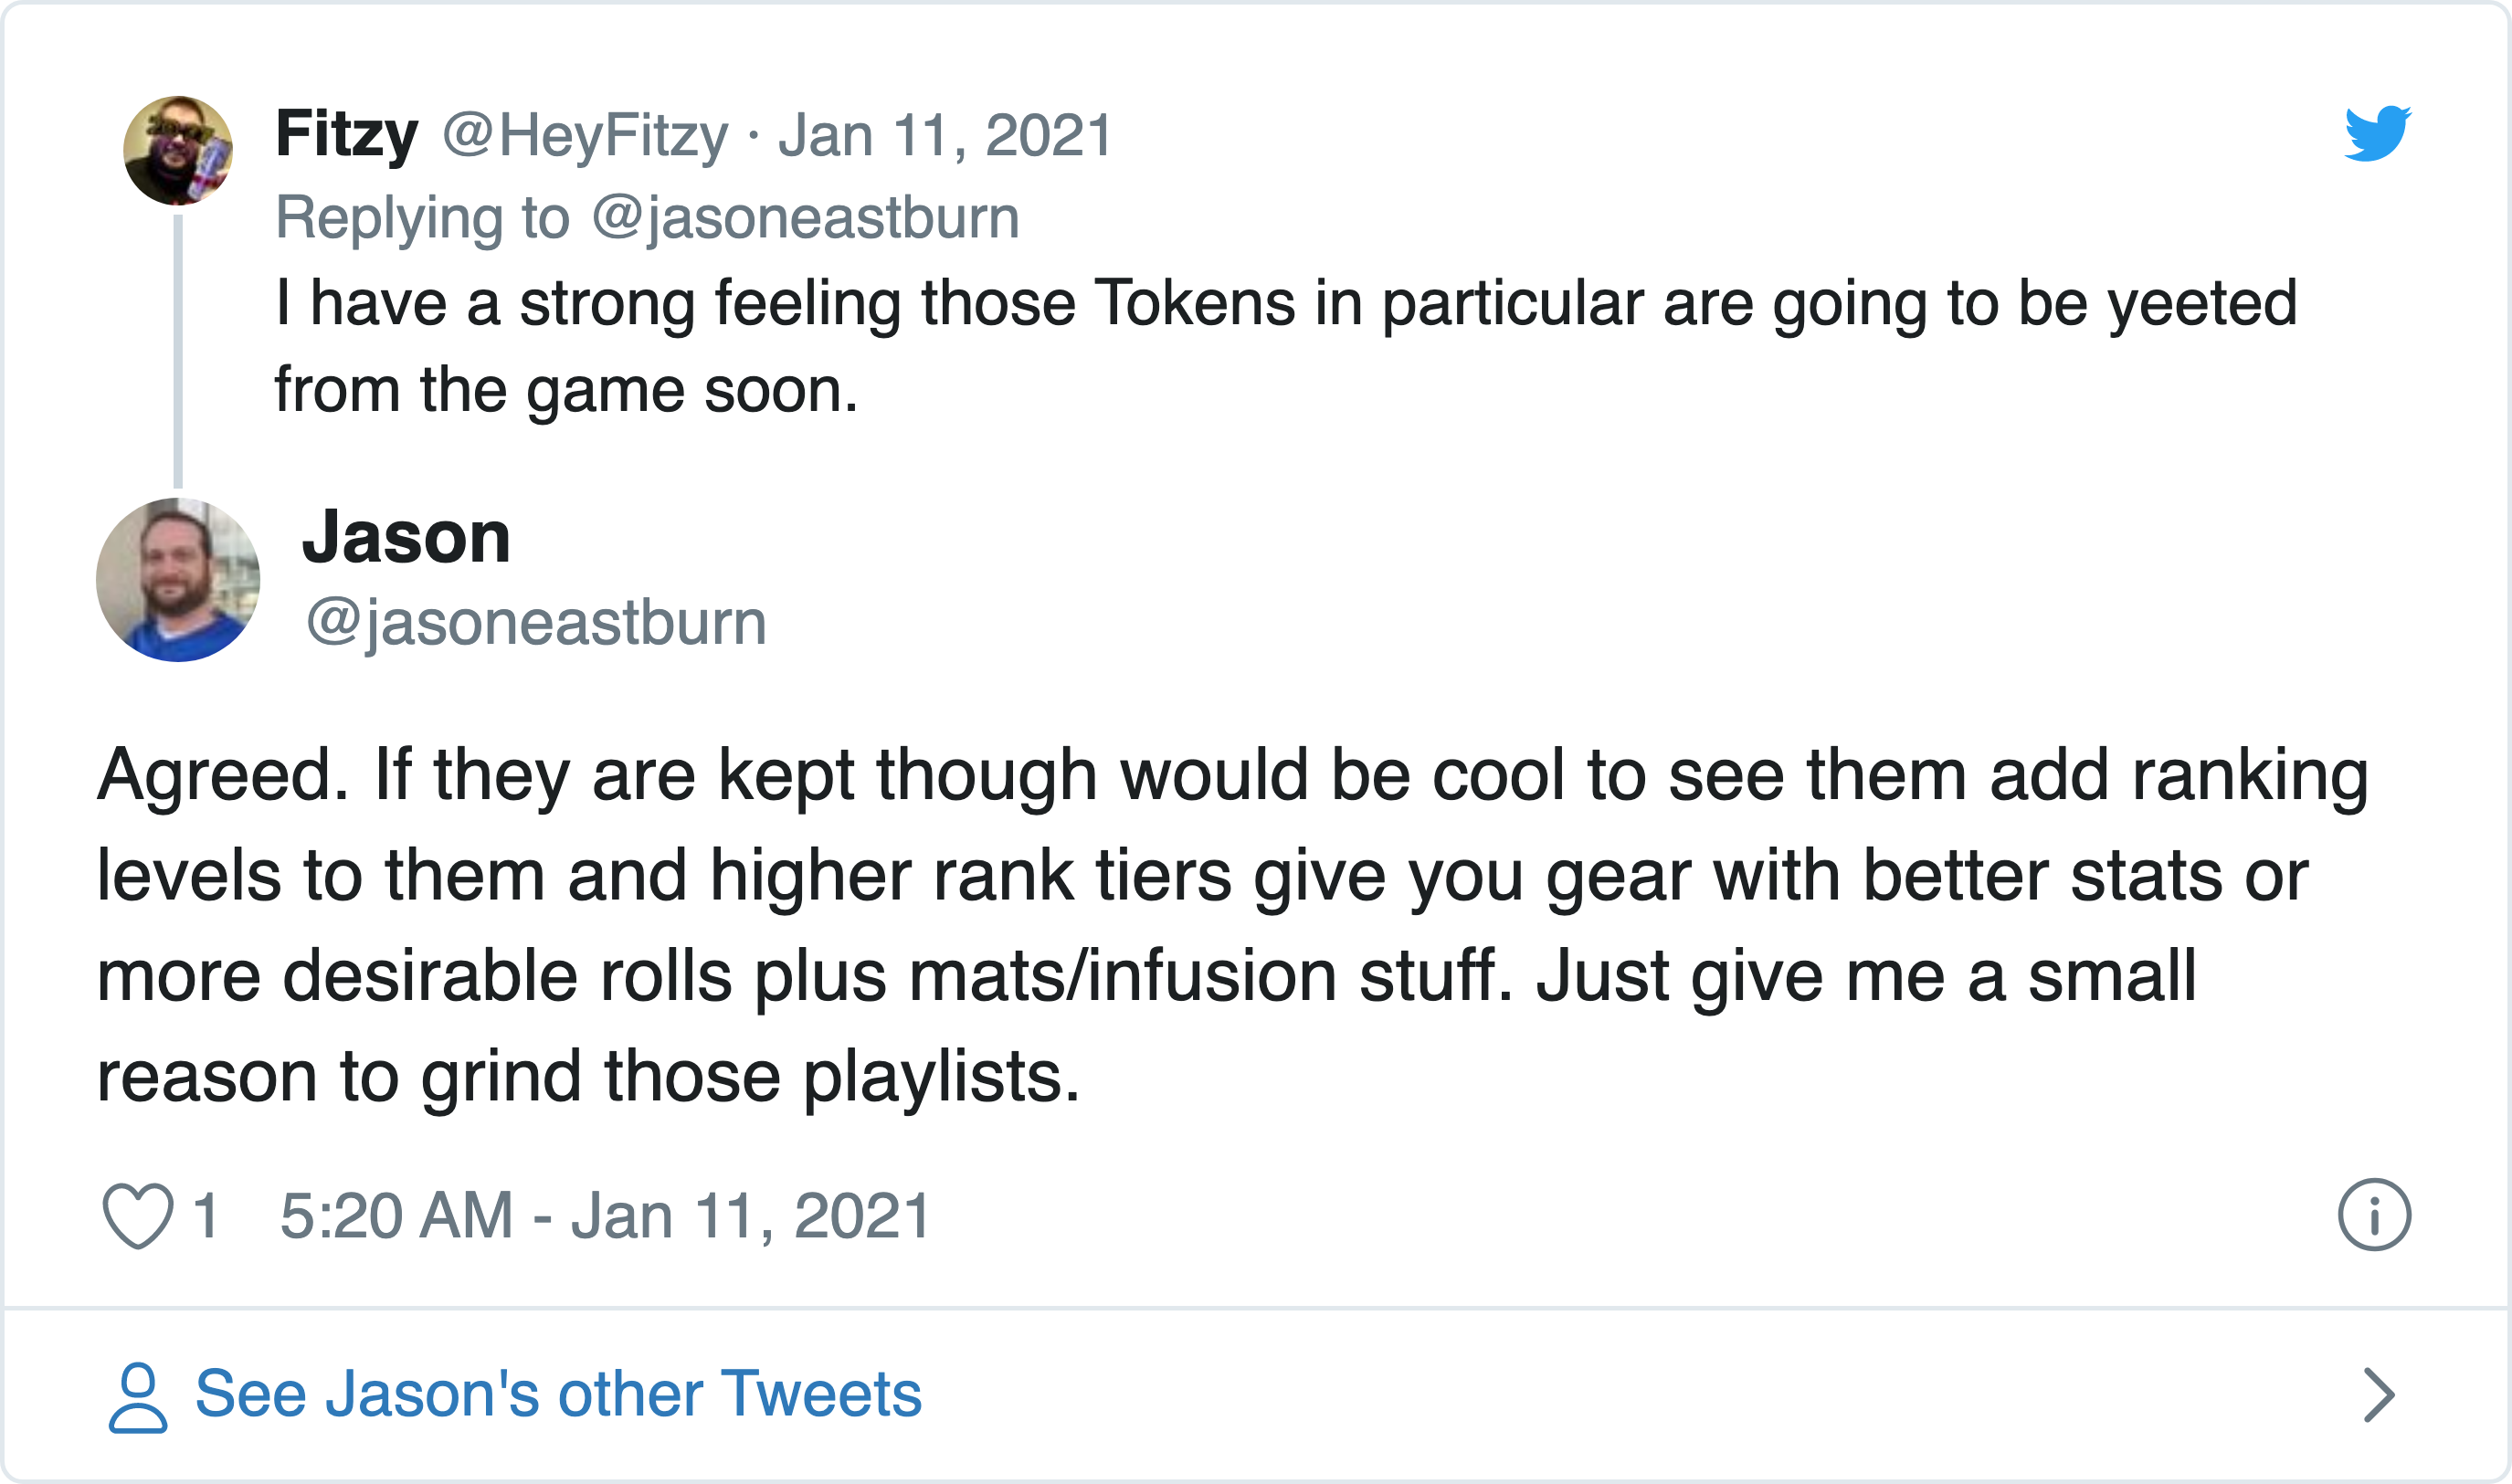 Fitzy @HeyFitzy · Jan 11, 2021
Replying to @jasoneastburn
I have a strong feeling those Tokens in particular are going to be yeeted
from the game soon.
Jason
@jasoneastburn
Agreed. If they are kept though would be cool to see them add ranking
levels to them and higher rank tiers give you gear with better stats or
more desirable rolls plus mats/infusion stuff. Just give me a small
reason to grind those playlists.
1 5:20 AM - Jan 11, 2021
See Jason's other Tweets